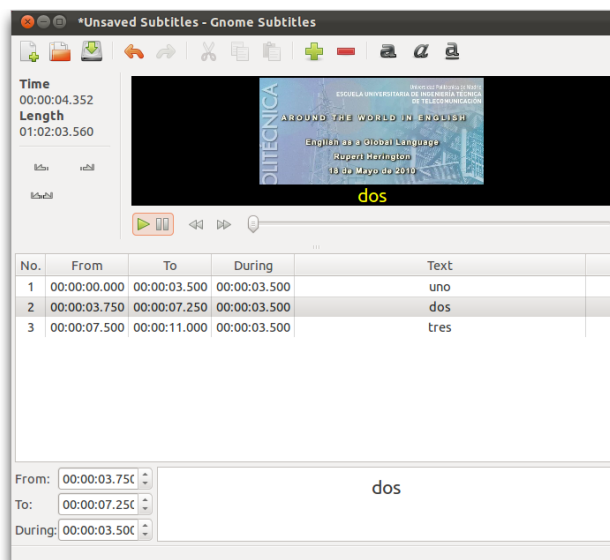 *Unsaved Subtitles - Gnome Subtitles
a a a
Time
00:00:04.352
Length
01:02:03.560
POLITÉCNICA
Universidad Politécnica de Madrid
ESCUELA UNIVERSITARIA DE INGENIERÍA TÉCNICA
DE TELECOMUNICACIÓN
AROUND THE WORLD IN ENGLISH
English as a Global Language
Rupert Herington
18 de Mayo de 2010
dos
No. From To During Text
1 00:00:00.000 00:00:03.500 00:00:03.500 uno
2 00:00:03.750 00:00:07.250 00:00:03.500 dos
3 00:00:07.500 00:00:11.000 00:00:03.500 tres
From: 00:00:03.750
To: 00:00:07.250
During: 00:00:03.500
dos